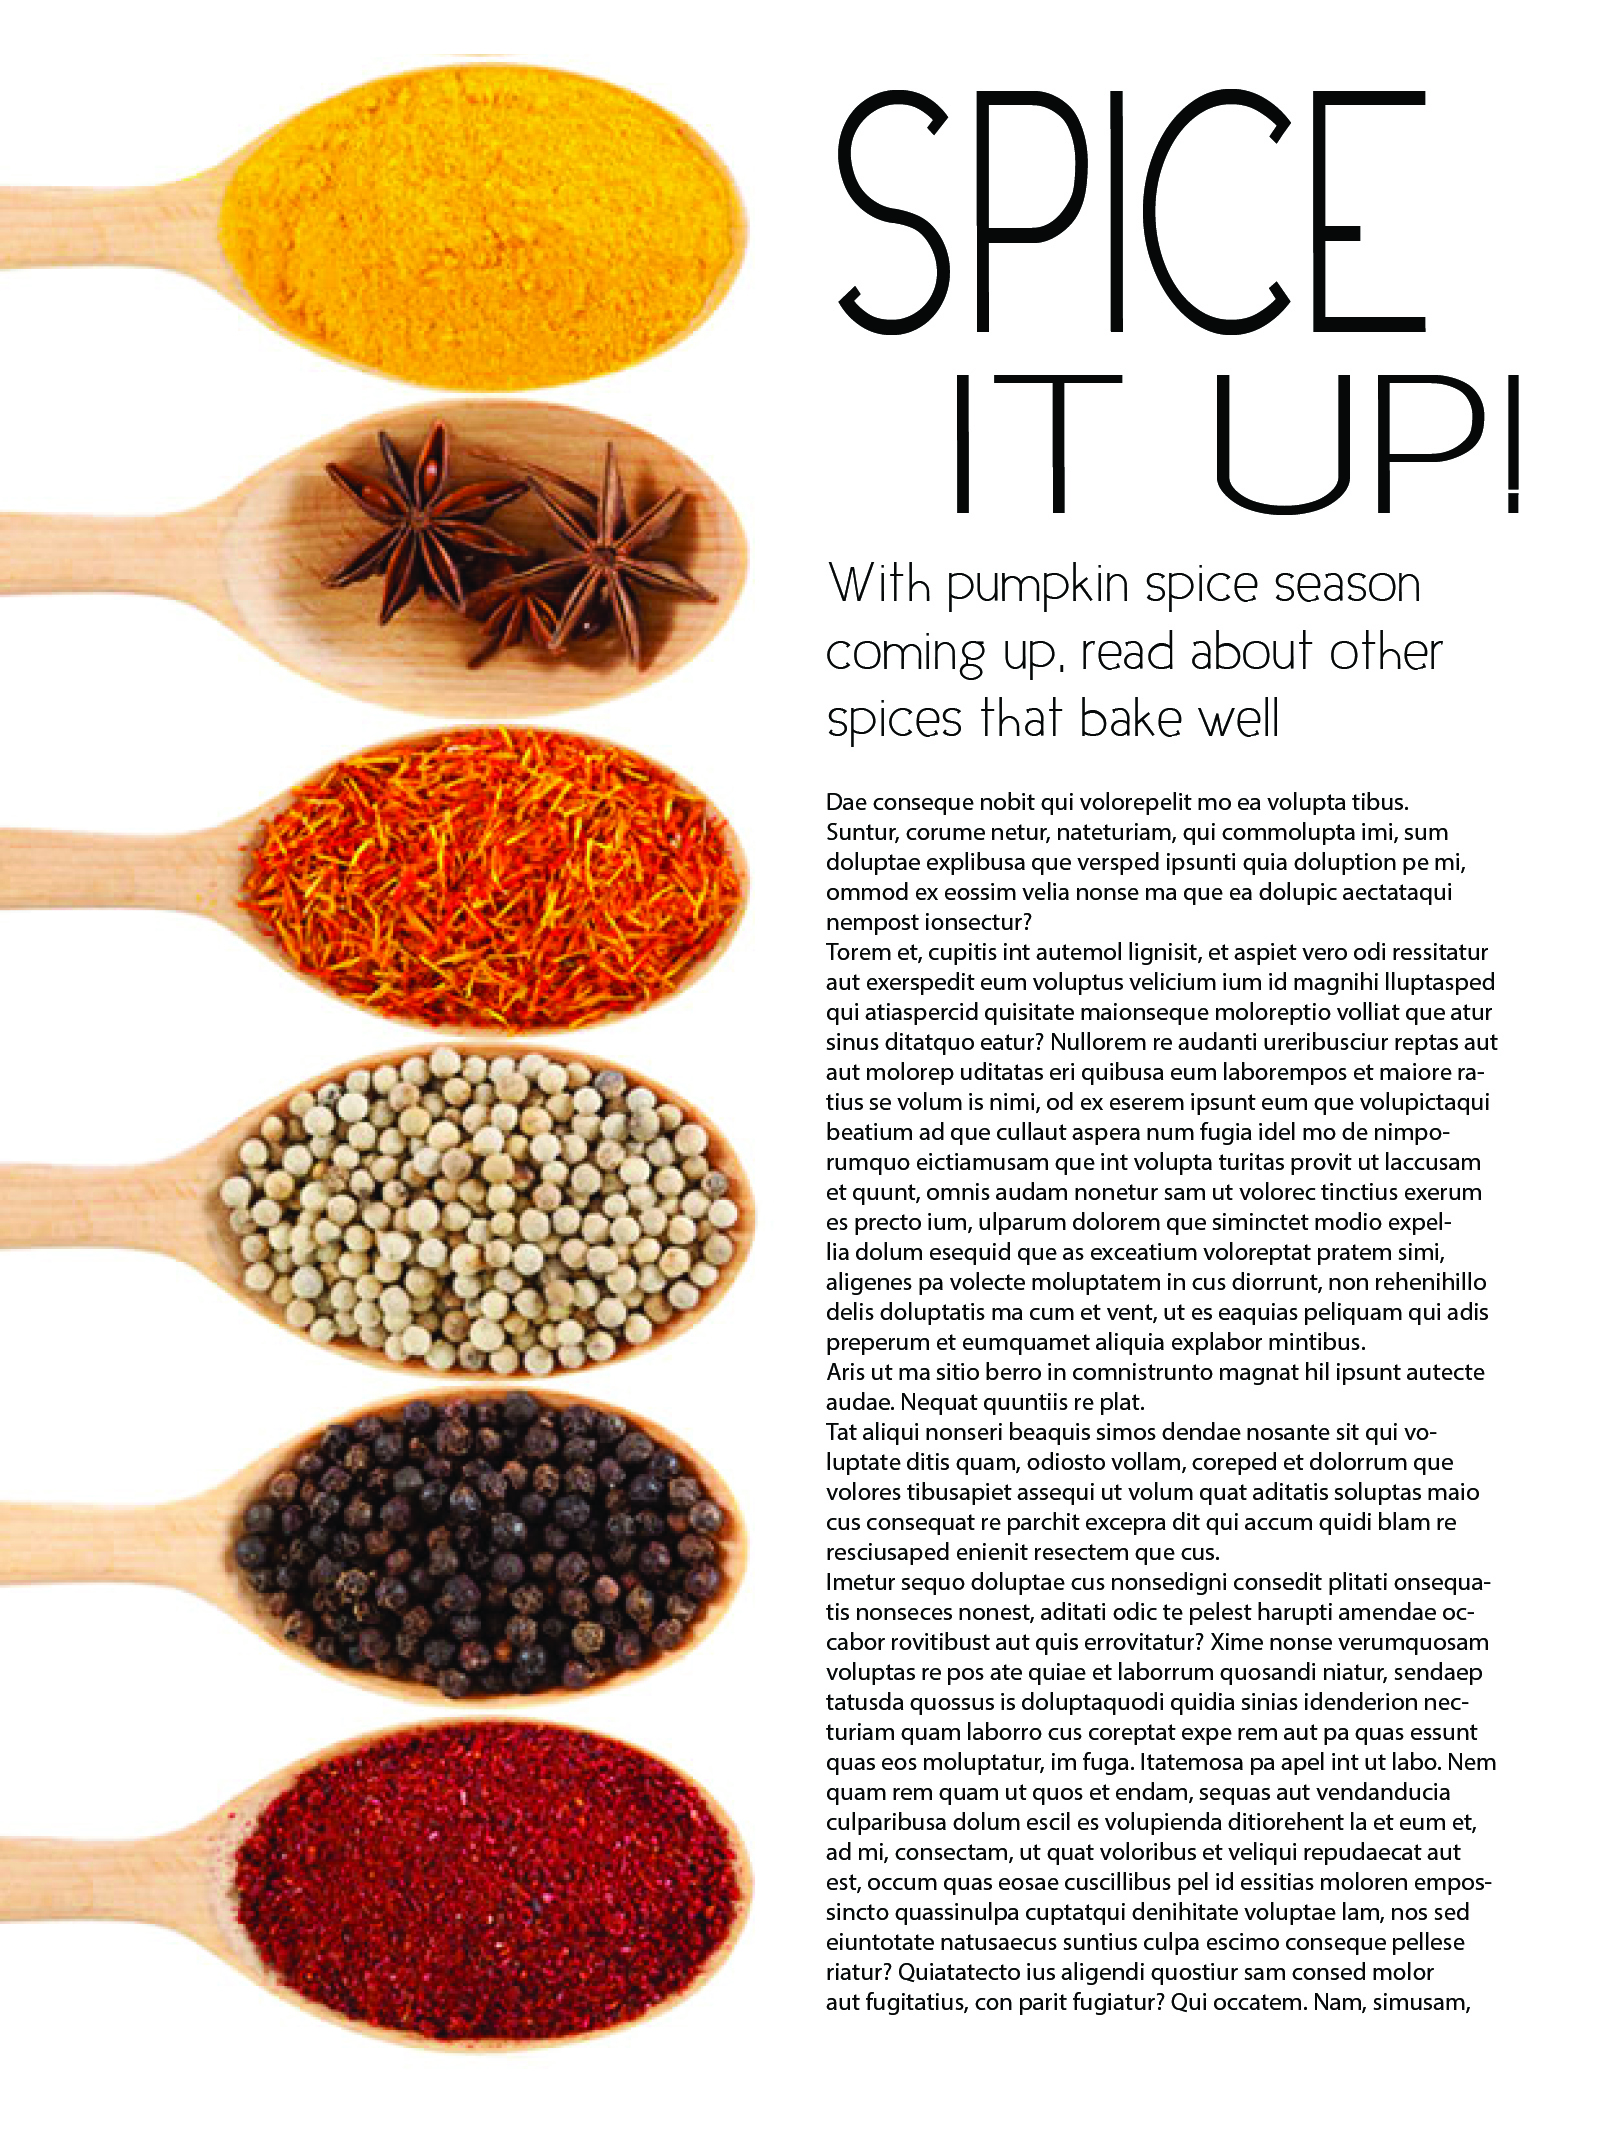 SPICE
IT UP!
With pumpkin spice season
coming up, read about other
spices that bake well
Dae conseque nobit qui volorepelit mo ea volupta tibus.
Suntur, corume netur, nateturiam, qui commolupta imi, sum
doluptae explibusa que versped ipsunti quia doluption pe mi,
ommod ex eossim velia nonse ma que ea dolupic aectataqui
nempost ionsectur?
Torem et, cupitis int autemol lignisit, et aspiet vero odi ressitatur
aut exerspedit eum voluptus velicium ium id magnihi lluptasped
qui atiaspercid quisitate maionseque moloreptio volliat que atur
sinus ditatquo eatur? Nullorem re audanti ureribusciur reptas aut
aut molorep uditatas eri quibusa eum laborempos et maiore ra-
tius se volum is nimi, od ex eserem ipsunt eum que volupictaqui
beatium ad que cullaut aspera num fugia idel mo de nimpo-
rumquo eictiamusam que int volupta turitas provit ut laccusam
et quunt, omnis audam nonetur sam ut volorec tinctius exerum
es precto ium, ulparum dolorem que siminctet modio expel-
lia dolum esequid que as exceatium voloreptat pratem simi,
aligenes pa volecte moluptatem in cus diorrunt, non rehenihillo
delis doluptatis ma cum et vent, ut es eaquias peliquam qui adis
preperum et eumquamet aliquia explabor mintibus.
Aris ut ma sitio berro in comnistrunto magnat hil ipsunt autecte
audae. Nequat quuntiis re plat.
Tat aliqui nonseri beaquis simos dendae nosante sit qui vo-
luptate ditis quam, odiosto vollam, coreped et dolorrum que
volores tibusapiet assequi ut volum quat aditatis soluptas maio
cus consequat re parchit excepra dit qui accum quidi blam re
resciusaped enienit resectem que cus.
Imetur sequo doluptae cus nonsedigni consedit plitati onsequa-
tis nonseces nonest, aditati odic te pelest harupti amendae oc-
cabor rovitibust aut quis errovitatur? Xime nonse verumquosam
voluptas re pos ate quiae et laborrum quosandi niatur, sendaep
tatusda quossus is doluptaquodi quidia sinias idenderion nec-
turiam quam laborro cus coreptat expe rem aut pa quas essunt
quas eos moluptatur, im fuga. Itatemosa pa apel int ut labo. Nem
quam rem quam ut quos et endam, sequas aut vendanducia
culparibusa dolum escil es volupienda ditiorehent la et eum et,
ad mi, consectam, ut quat voloribus et veliqui repudaecat aut
est, occum quas eosae cuscillibus pel id essitias moloren empos-
sincto quassinulpa cuptatqui denihitate voluptae lam, nos sed
eiuntotate natusaecus suntius culpa escimo conseque pellese
riatur? Quiatatecto ius aligendi quostiur sam consed molor
aut fugitatius, con parit fugiatur? Qui occatem. Nam, simusam,